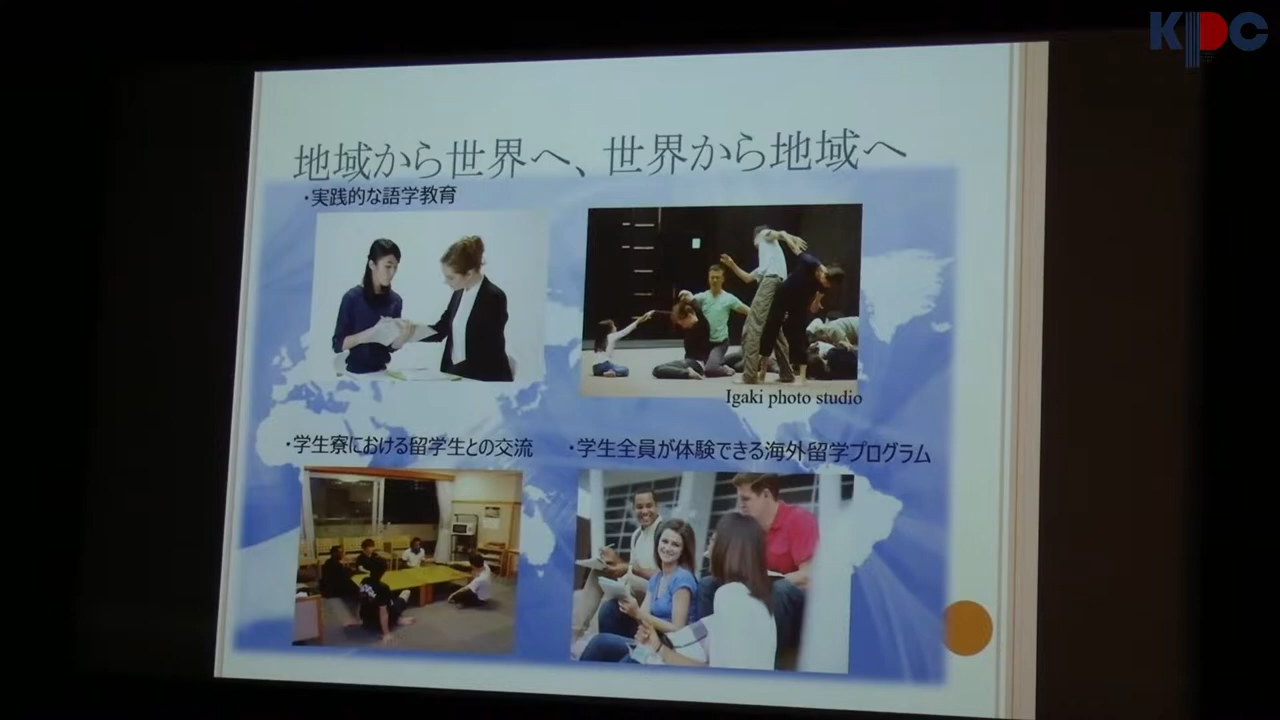 KPC
地域から世界へ、世界から地域へ
・実践的な語学教育
Igaki photo studio
・学生寮における留学生との交流
・学生全員が体験できる海外留学プログラム